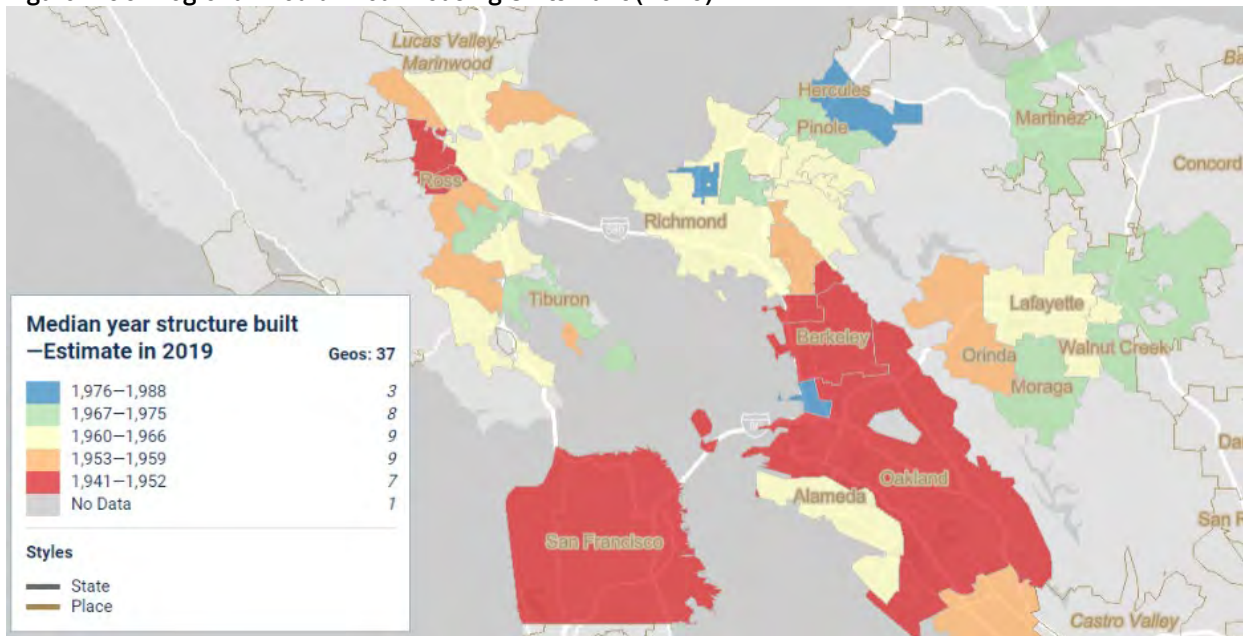 Lucas Valley-
Marinwood
Ba
Hercules
Pinole
Martinez
Concord
Ross
Richmond
580
Tiburon
Berkeley
Lafayette
Orinda
Walnut Creek
Moraga
Dan
Alameda
Oakland
San R
San Francisco
Castro Valley
Median year structure built
—Estimate in 2019 Geos: 37
1,976—1,988 3
1,967—1,975 8
1,960—1,966 9
1,953—1,959 9
1,941—1,952 7
No Data 1
Styles
State
Place